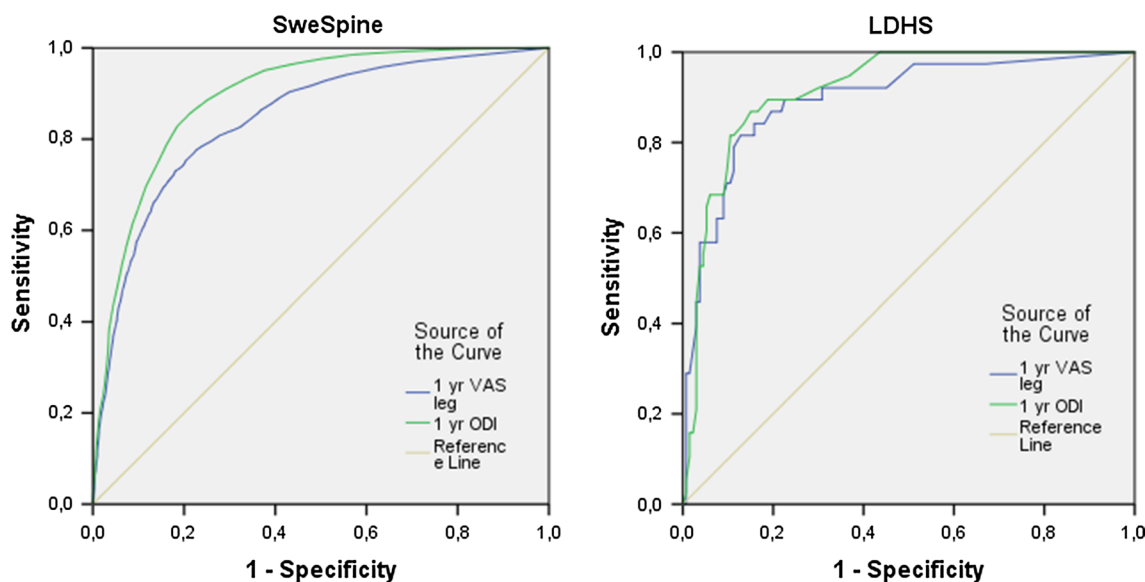 SweSpine
1,0
0,8
0,6
0,4
0,2
0,0
Sensitivity
0,0 0,2 0,4 0,6 0,8 1,0
1 - Specificity
Source of
the Curve
1 yr VAS
leg
1 yr ODI
Referenc
e Line
LDHS
1,0
0,8
0,6
0,4
0,2
0,0
Sensitivity
0,0 0,2 0,4 0,6 0,8 1,0
1 - Specificity
Source of
the Curve
1 yr VAS
leg
1 yr ODI
Reference
Line